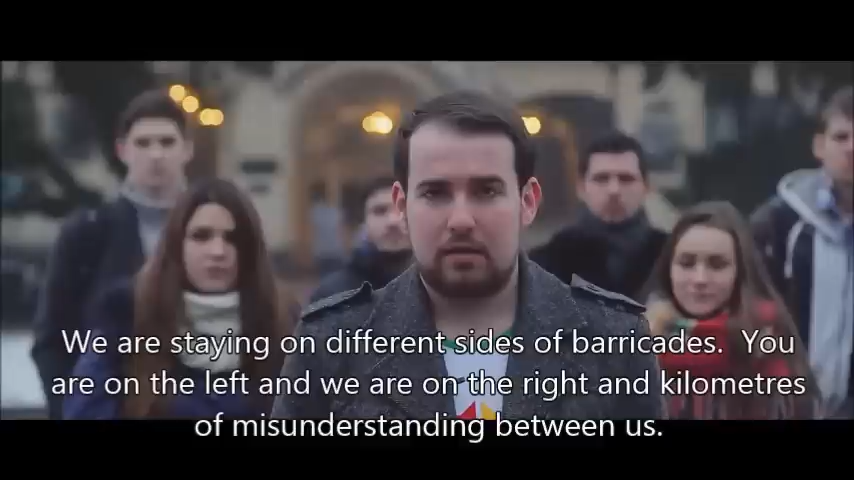 We are staying on different sides of barricades.  You
are on the left and we are on the right and kilometres
of misunderstanding between us.